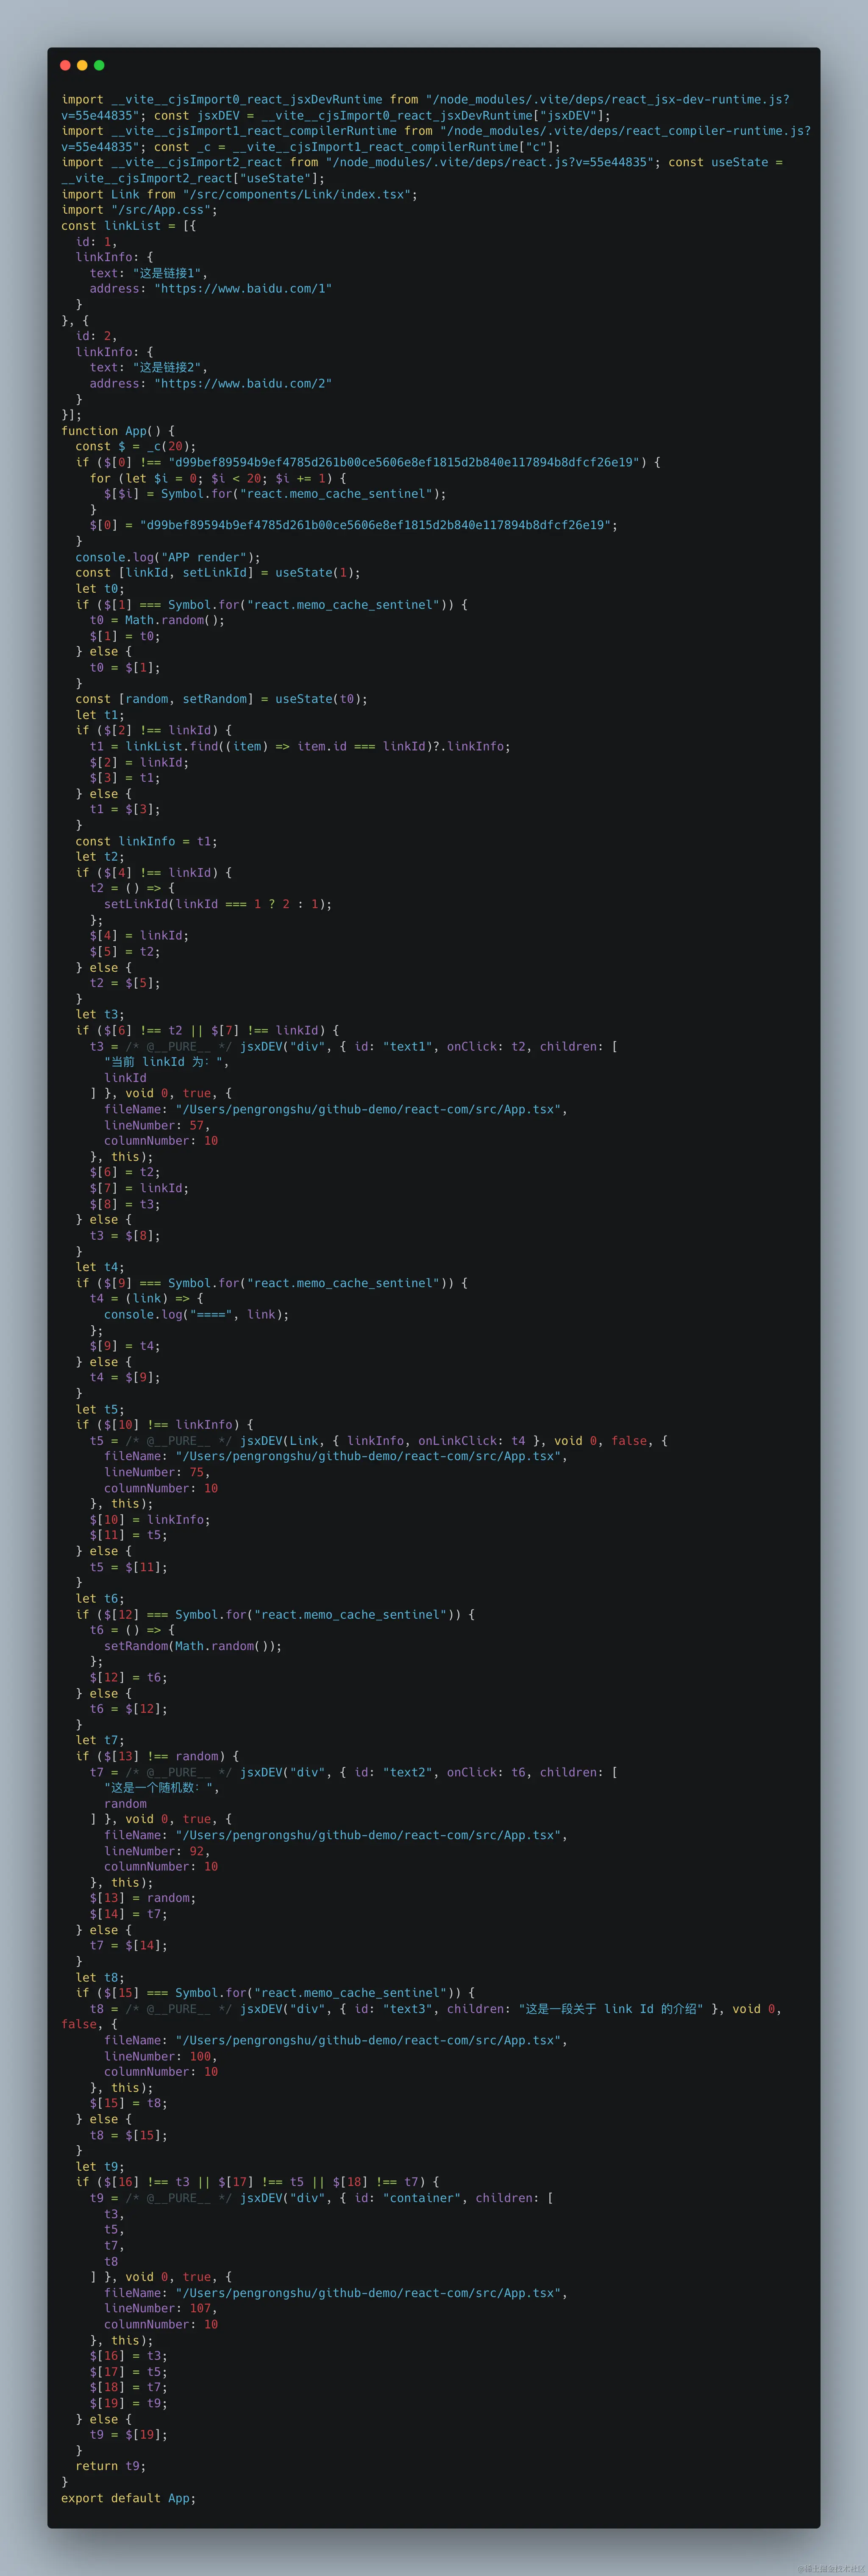 import __vite__cjsImport0_react_jsxDevRuntime from "/node_modules/.vite/deps/react_jsx-dev-runtime.js?
v=55e44835"; const jsxDEV = __vite__cjsImport0_react_jsxDevRuntime["jsxDEV"];
import __vite__cjsImport1_react_compilerRuntime from "/node_modules/.vite/deps/react_compiler-runtime.js?
v=55e44835"; const _c = __vite__cjsImport1_react_compilerRuntime["c"];
import __vite__cjsImport2_react from "/node_modules/.vite/deps/react.js?v=55e44835"; const useState =
__vite__cjsImport2_react["useState"];
import Link from "/src/components/Link/index.tsx";
import "/src/App.css";
const linkList = [{
  id: 1,
  linkInfo: {
    text: "这是链接1",
    address: "https://www.baidu.com/1"
  }
}, {
  id: 2,
  linkInfo: {
    text: "这是链接2",
    address: "https://www.baidu.com/2"
  }
}];
function App() {
  const $ = _c(20);
  if ($[0] !== "d99bef89594b9ef4785d261b00ce5606e8ef1815d2b840e117894b8dfcf26e19") {
    for (let $i = 0; $i < 20; $i += 1) {
      $[$i] = Symbol.for("react.memo_cache_sentinel");
    }
    $[0] = "d99bef89594b9ef4785d261b00ce5606e8ef1815d2b840e117894b8dfcf26e19";
  }
  console.log("APP render");
  const [linkId, setLinkId] = useState(1);
  let t0;
  if ($[1] === Symbol.for("react.memo_cache_sentinel")) {
    t0 = Math.random();
    $[1] = t0;
  } else {
    t0 = $[1];
  }
  const [random, setRandom] = useState(t0);
  let t1;
  if ($[2] !== linkId) {
    t1 = linkList.find((item) => item.id === linkId)?.linkInfo;
    $[2] = linkId;
    $[3] = t1;
  } else {
    t1 = $[3];
  }
  const linkInfo = t1;
  let t2;
  if ($[4] !== linkId) {
    t2 = () => {
      setLinkId(linkId === 1 ? 2 : 1);
    };
    $[4] = linkId;
    $[5] = t2;
  } else {
    t2 = $[5];
  }
  let t3;
  if ($[6] !== t2 || $[7] !== linkId) {
    t3 = /* @__PURE__ */ jsxDEV("div", { id: "text1", onClick: t2, children: [
      "当前 linkId 为：",
      linkId
    ] }, void 0, true, {
      fileName: "/Users/pengrongshu/github-demo/react-com/src/App.tsx",
      lineNumber: 57,
      columnNumber: 10
    }, this);
    $[6] = t2;
    $[7] = linkId;
    $[8] = t3;
  } else {
    t3 = $[8];
  }
  let t4;
  if ($[9] === Symbol.for("react.memo_cache_sentinel")) {
    t4 = (link) => {
      console.log("====", link);
    };
    $[9] = t4;
  } else {
    t4 = $[9];
  }
  let t5;
  if ($[10] !== linkInfo) {
    t5 = /* @__PURE__ */ jsxDEV(Link, { linkInfo, onLinkClick: t4 }, void 0, false, {
      fileName: "/Users/pengrongshu/github-demo/react-com/src/App.tsx",
      lineNumber: 75,
      columnNumber: 10
    }, this);
    $[10] = linkInfo;
    $[11] = t5;
  } else {
    t5 = $[11];
  }
  let t6;
  if ($[12] === Symbol.for("react.memo_cache_sentinel")) {
    t6 = () => {
      setRandom(Math.random());
    };
    $[12] = t6;
  } else {
    t6 = $[12];
  }
  let t7;
  if ($[13] !== random) {
    t7 = /* @__PURE__ */ jsxDEV("div", { id: "text2", onClick: t6, children: [
      "这是一个随机数：",
      random
    ] }, void 0, true, {
      fileName: "/Users/pengrongshu/github-demo/react-com/src/App.tsx",
      lineNumber: 92,
      columnNumber: 10
    }, this);
    $[13] = random;
    $[14] = t7;
  } else {
    t7 = $[14];
  }
  let t8;
  if ($[15] === Symbol.for("react.memo_cache_sentinel")) {
    t8 = /* @__PURE__ */ jsxDEV("div", { id: "text3", children: "这是一段关于 link Id 的介绍" }, void 0,
false, {
      fileName: "/Users/pengrongshu/github-demo/react-com/src/App.tsx",
      lineNumber: 100,
      columnNumber: 10
    }, this);
    $[15] = t8;
  } else {
    t8 = $[15];
  }
  let t9;
  if ($[16] !== t3 || $[17] !== t5 || $[18] !== t7) {
    t9 = /* @__PURE__ */ jsxDEV("div", { id: "container", children: [
      t3,
      t5,
      t7,
      t8
    ] }, void 0, true, {
      fileName: "/Users/pengrongshu/github-demo/react-com/src/App.tsx",
      lineNumber: 107,
      columnNumber: 10
    }, this);
    $[16] = t3;
    $[17] = t5;
    $[18] = t7;
    $[19] = t9;
  } else {
    t9 = $[19];
  }
  return t9;
}
export default App;
@稀土掘金技术社区